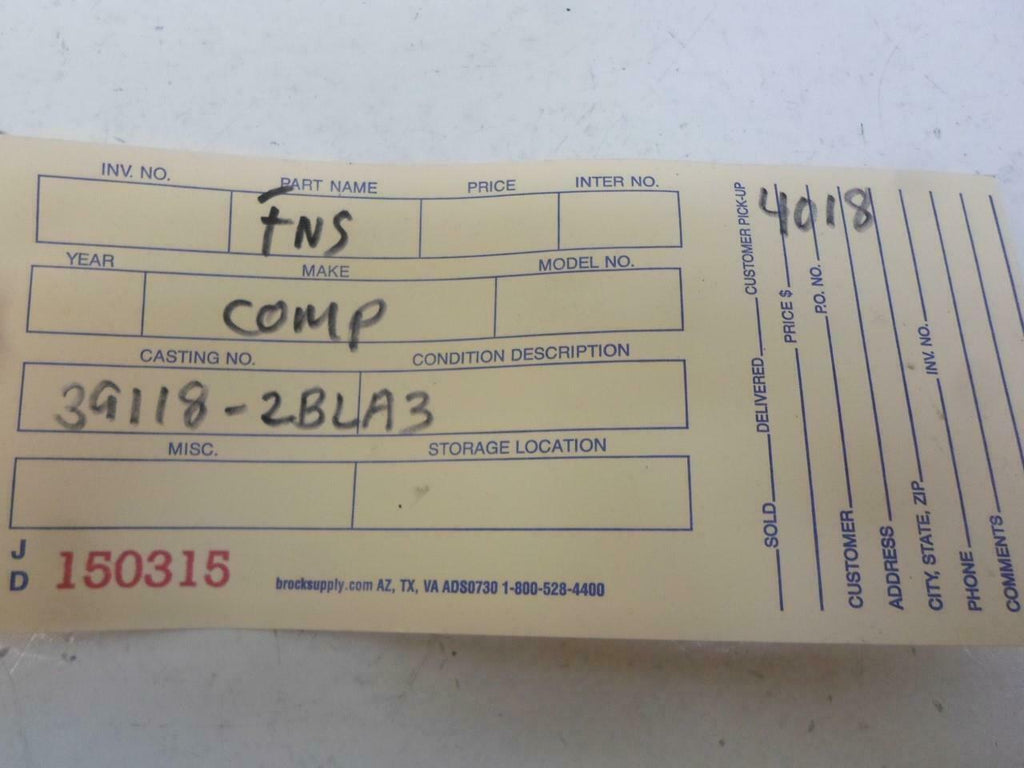 INV. NO. PART NAME PRICE INTER NO.
INS
YEAR MAKE MODEL NO.
COMP
CASTING NO. CONDITION DESCRIPTION
39118-2BLA3
MISC. STORAGE LOCATION
J
D
150315
brocksupply.com AZ, TX, VA ADS0730 1-800-528-4400
4018
SOLD DELIVERED CUSTOMER PICK-UP
PRICE $
P.O. NO.
CUSTOMER
ADDRESS
CITY, STATE, ZIP INV. NO.
PHONE
COMMENTS